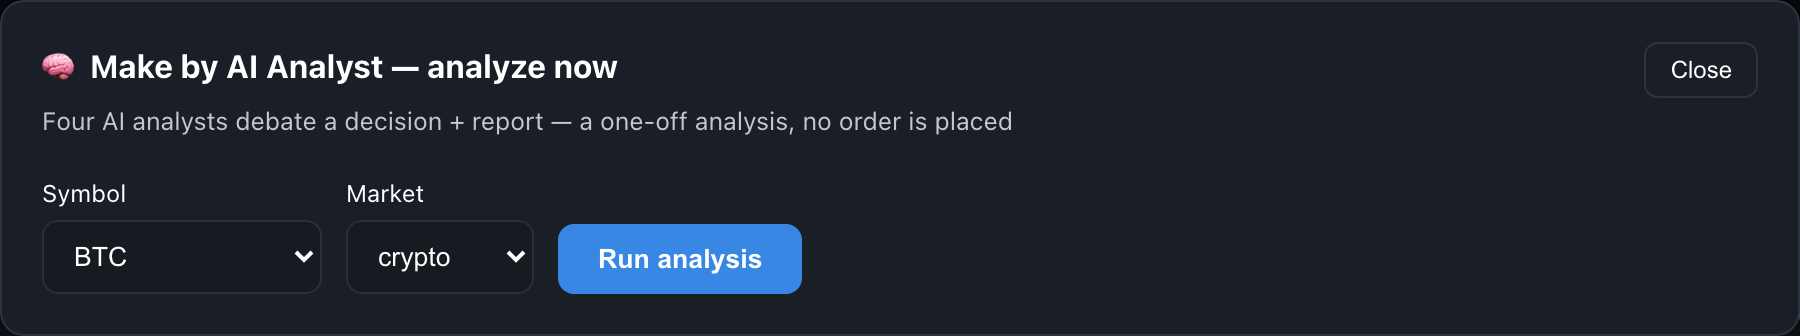 🧠 Make by AI Analyst — analyze now
Close
Four AI analysts debate a decision + report — a one-off analysis, no order is placed
Symbol
Market
BTC
crypto
Run analysis